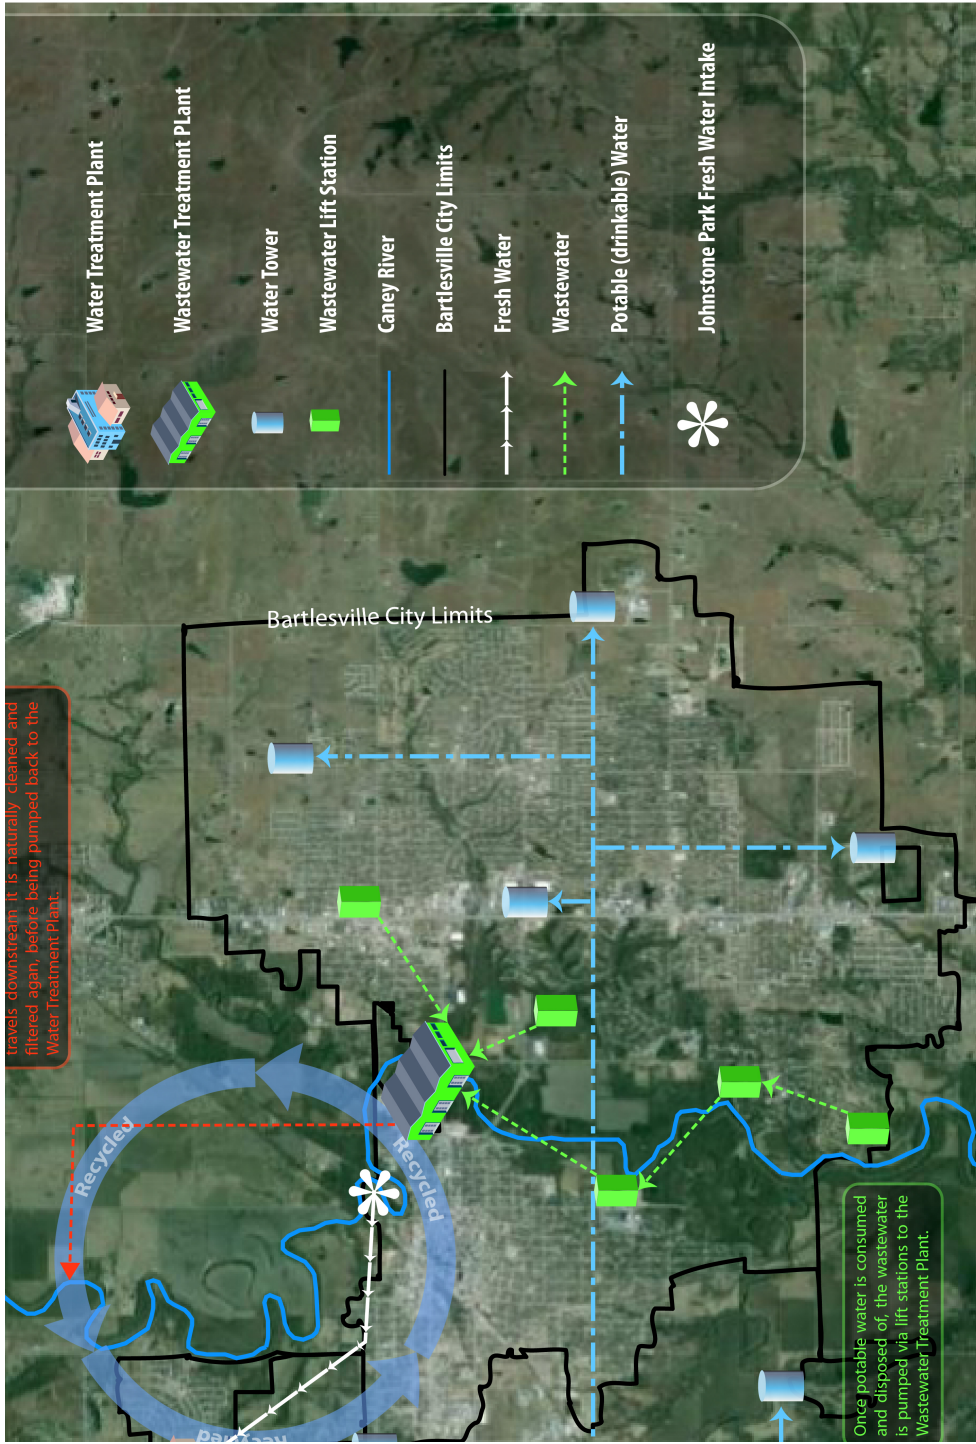 Water Treatment Plant
Wastewater Treatment PLant
Water Tower
Wastewater Lift Station
Caney River
Bartlesville City Limits
Fresh Water
Wastewater
Potable (drinkable) Water
Johnstone Park Fresh Water Intake
Bartlesville City Limits
travels downstream it is naturally cleaned and
filtered agan, before being pumped back to the
Water Treatment Plant.
Recycled
Recycled
Recycled
Once potable water is consumed
and disposed of, the wastewater
is pumped via lift stations to the
Wastewater Treatment Plant.